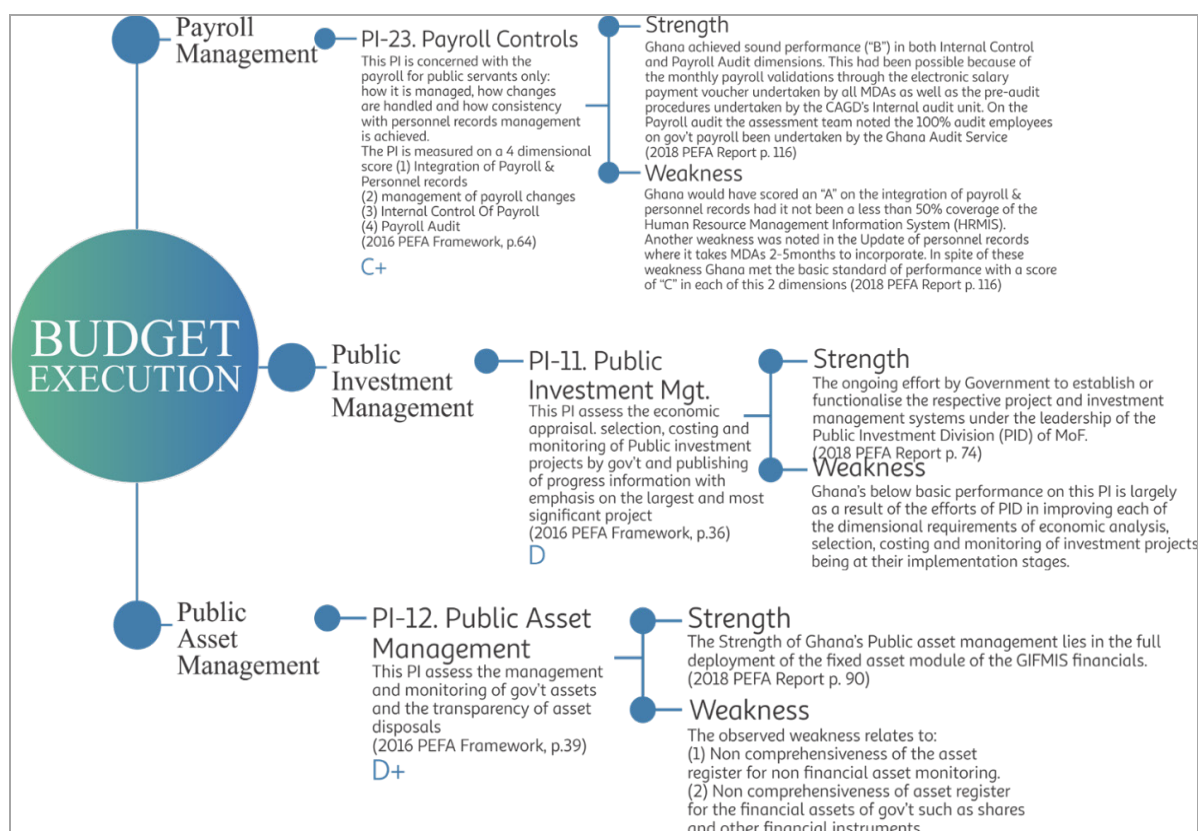 BUDGET
EXECUTION
Payroll
Management
PI-23. Payroll Controls
This PI is concerned with the
payroll for public servants only:
how it is managed, how changes
are handled and how consistency
with personnel records management
is achieved.
The PI is measured on a 4 dimensional
score (1) Integration of Payroll &
Personnel records
(2) management of payroll changes
(3) Internal Control Of Payroll
(4) Payroll Audit
(2016 PEFA Framework, p.64)
C+
Strength
Ghana achieved sound performance (“B”) in both Internal Control
and Payroll Audit dimensions. This had been possible because of
the monthly payroll validations through the electronic salary
payment voucher undertaken by all MDAs as well as the pre-audit
procedures undertaken by the CAGD’s Internal audit unit. On the
Payroll audit the assessment team noted the 100% audit employees
on gov’t payroll been undertaken by the Ghana Audit Service
(2018 PEFA Report p. 116)
Weakness
Ghana would have scored an “A” on the integration of payroll &
personnel records had it not been a less than 50% coverage of the
Human Resource Management Information System (HRMIS).
Another weakness was noted in the Update of personnel records
where it takes MDAs 2-5months to incorporate. In spite of these
weakness Ghana met the basic standard of performance with a score
of “C” in each of this 2 dimensions (2018 PEFA Report p. 116)
Public
Investment
Management
PI-11. Public
Investment Mgt.
This PI assess the economic
appraisal. selection, costing and
monitoring of Public investment
projects by gov’t and publishing
of progress information with
emphasis on the largest and most
significant project
(2016 PEFA Framework, p.36)
D
Strength
The ongoing effort by Government to establish or
functionalise the respective project and investment
management systems under the leadership of the
Public Investment Division (PID) of MoF.
(2018 PEFA Report p. 74)
Weakness
Ghana’s below basic performance on this PI is largely
as a result of the efforts of PID in improving each of
the dimensional requirements of economic analysis,
selection, costing and monitoring of investment projects
being at their implementation stages.
Public
Asset
Management
PI-12. Public Asset
Management
This PI assess the management
and monitoring of gov’t assets
and the transparency of asset
disposals
(2016 PEFA Framework, p.39)
D+
Strength
The Strength of Ghana’s Public asset management lies in the full
deployment of the fixed asset module of the GIFMIS financials.
(2018 PEFA Report p. 90)
Weakness
The observed weakness relates to:
(1) Non comprehensiveness of the asset
register for non financial asset monitoring.
(2) Non comprehensiveness of asset register
for the financial assets of gov’t such as shares
and other financial instruments